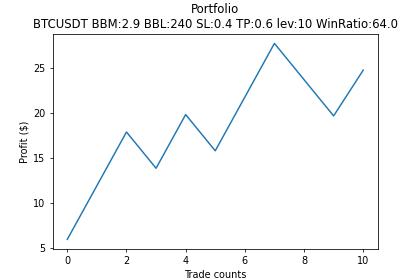 Portfolio
BTCUSDT BBM:2.9 BBL:240 SL:0.4 TP:0.6 lev:10 WinRatio:64.0
25
20
15
10
5
Profit ($)
0 2 4 6 8 10
Trade counts